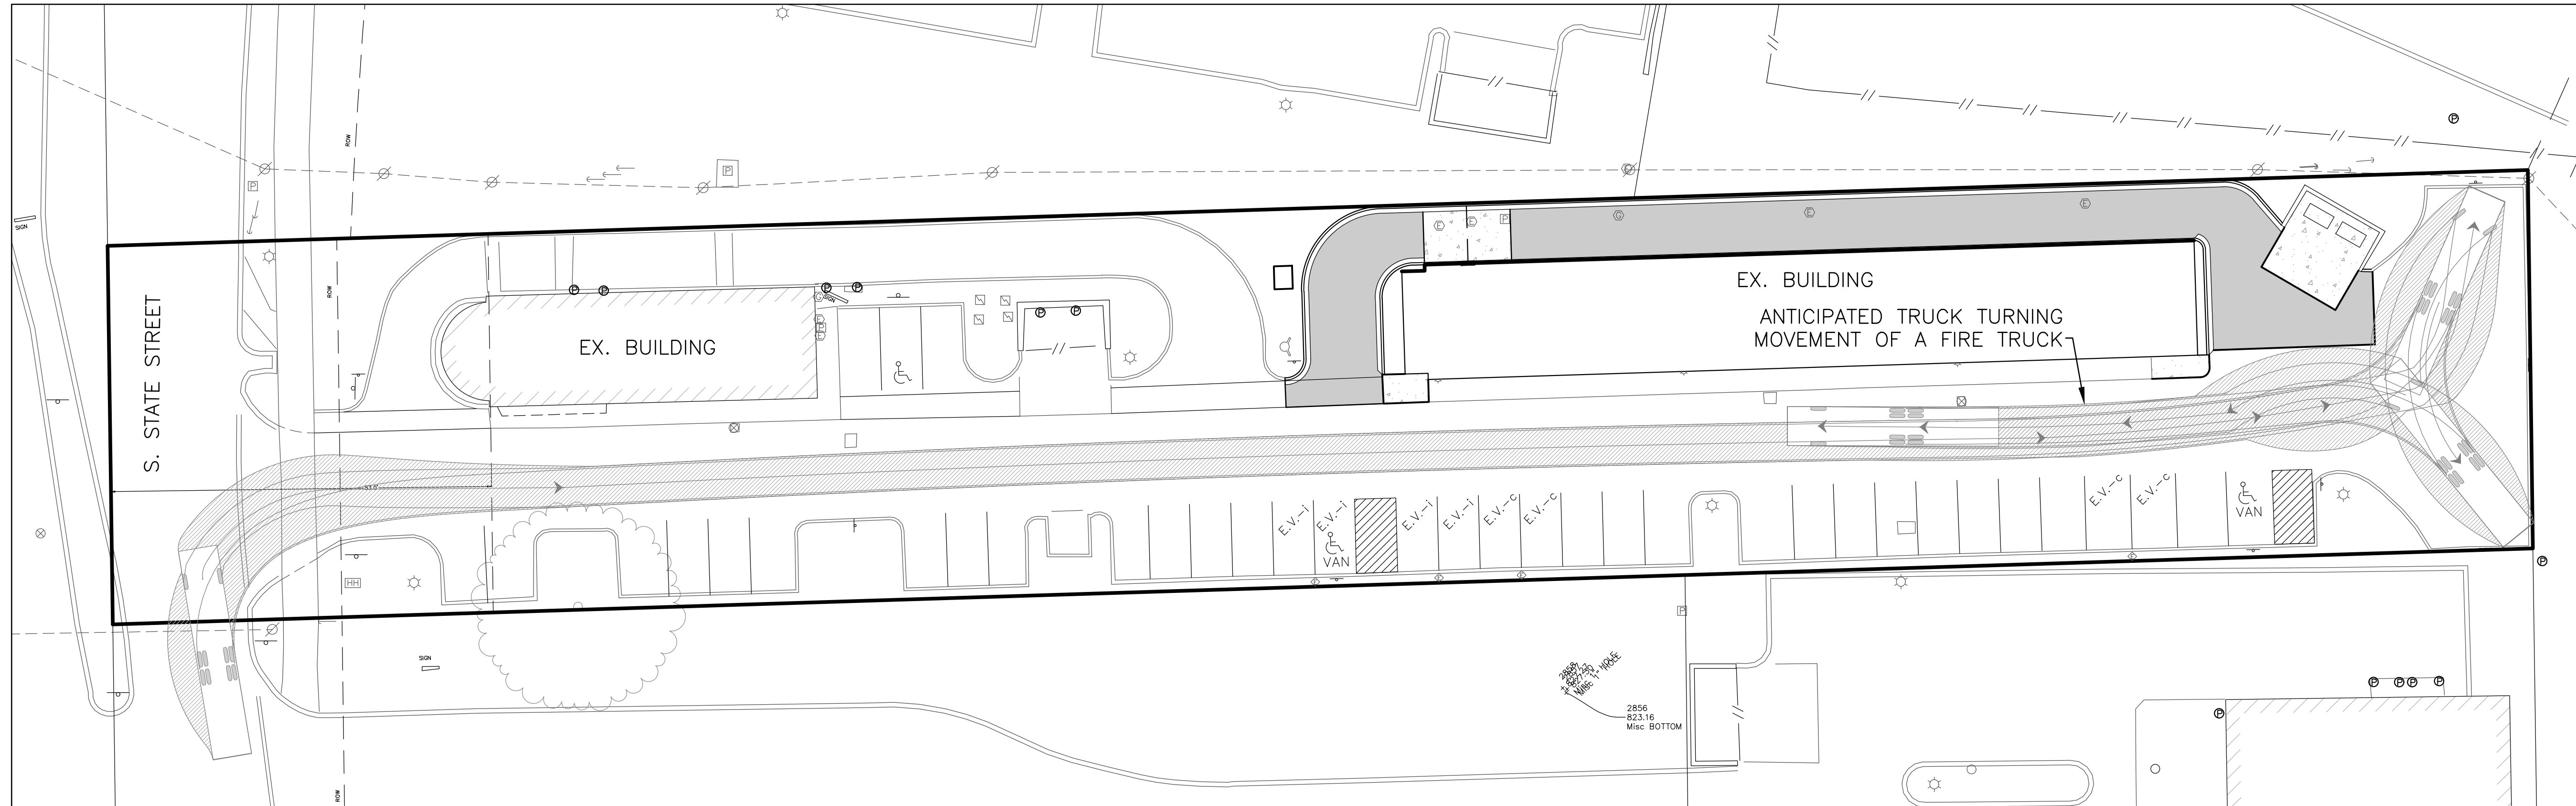 ROW
P
P
SIGN
ROW
S. STATE STREET
EX. BUILDING
SIGN
G
E
P
E
P
P
P
P
P
P
G
E
E
P
G
E
E
P
EX. BUILDING
ANTICIPATED TRUCK TURNING
MOVEMENT OF A FIRE TRUCK
E.V.-i
E.V.-i
VAN
E.V.-i
E.V.-i
E.V.-c
E.V.-c
E.V.-c
E.V.-c
VAN
E
E
E
E
HH
SIGN
P
P
2856
823.16
Misc BOTTOM
P
P
P
P
P
ROW